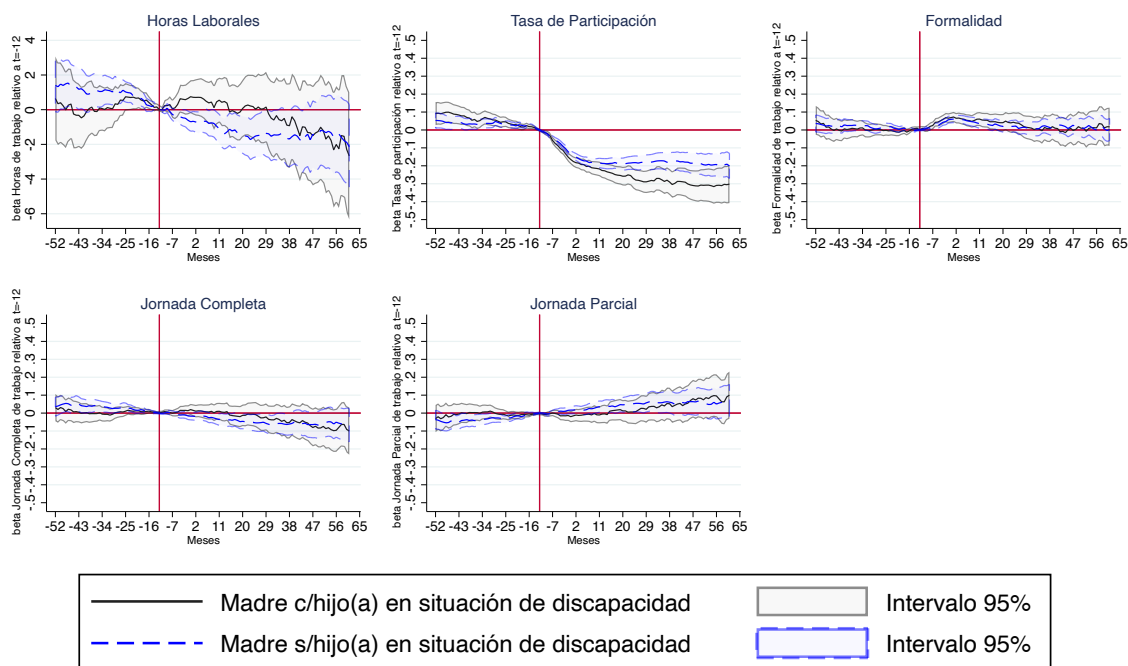 Horas Laborales
beta Horas de trabajo relativo a t=-12
4
2
0
-2
-4
-6
-52 -43 -34 -25 -16 -7 2 11 20 29 38 47 56 65
Meses
Tasa de Participación
beta Tasa de participación relativo a t=-12
-.5 -.4 -.3 -.2 -.1 0 .1 .2 .3 .4 .5
-52 -43 -34 -25 -16 -7 2 11 20 29 38 47 56 65
Meses
Formalidad
beta Formalidad de trabajo relativo a t=-12
-.5 -.4 -.3 -.2 -.1 0 .1 .2 .3 .4 .5
-52 -43 -34 -25 -16 -7 2 11 20 29 38 47 56 65
Meses
Jornada Completa
beta Jornada Completa de trabajo relativo a t=-12
-.5 -.4 -.3 -.2 -.1 0 .1 .2 .3 .4 .5
-52 -43 -34 -25 -16 -7 2 11 20 29 38 47 56 65
Meses
Jornada Parcial
beta Jornada Parcial de trabajo relativo a t=-12
-.5 -.4 -.3 -.2 -.1 0 .1 .2 .3 .4 .5
-52 -43 -34 -25 -16 -7 2 11 20 29 38 47 56 65
Meses
Madre c/hijo(a) en situación de discapacidad Intervalo 95%
Madre s/hijo(a) en situación de discapacidad Intervalo 95%